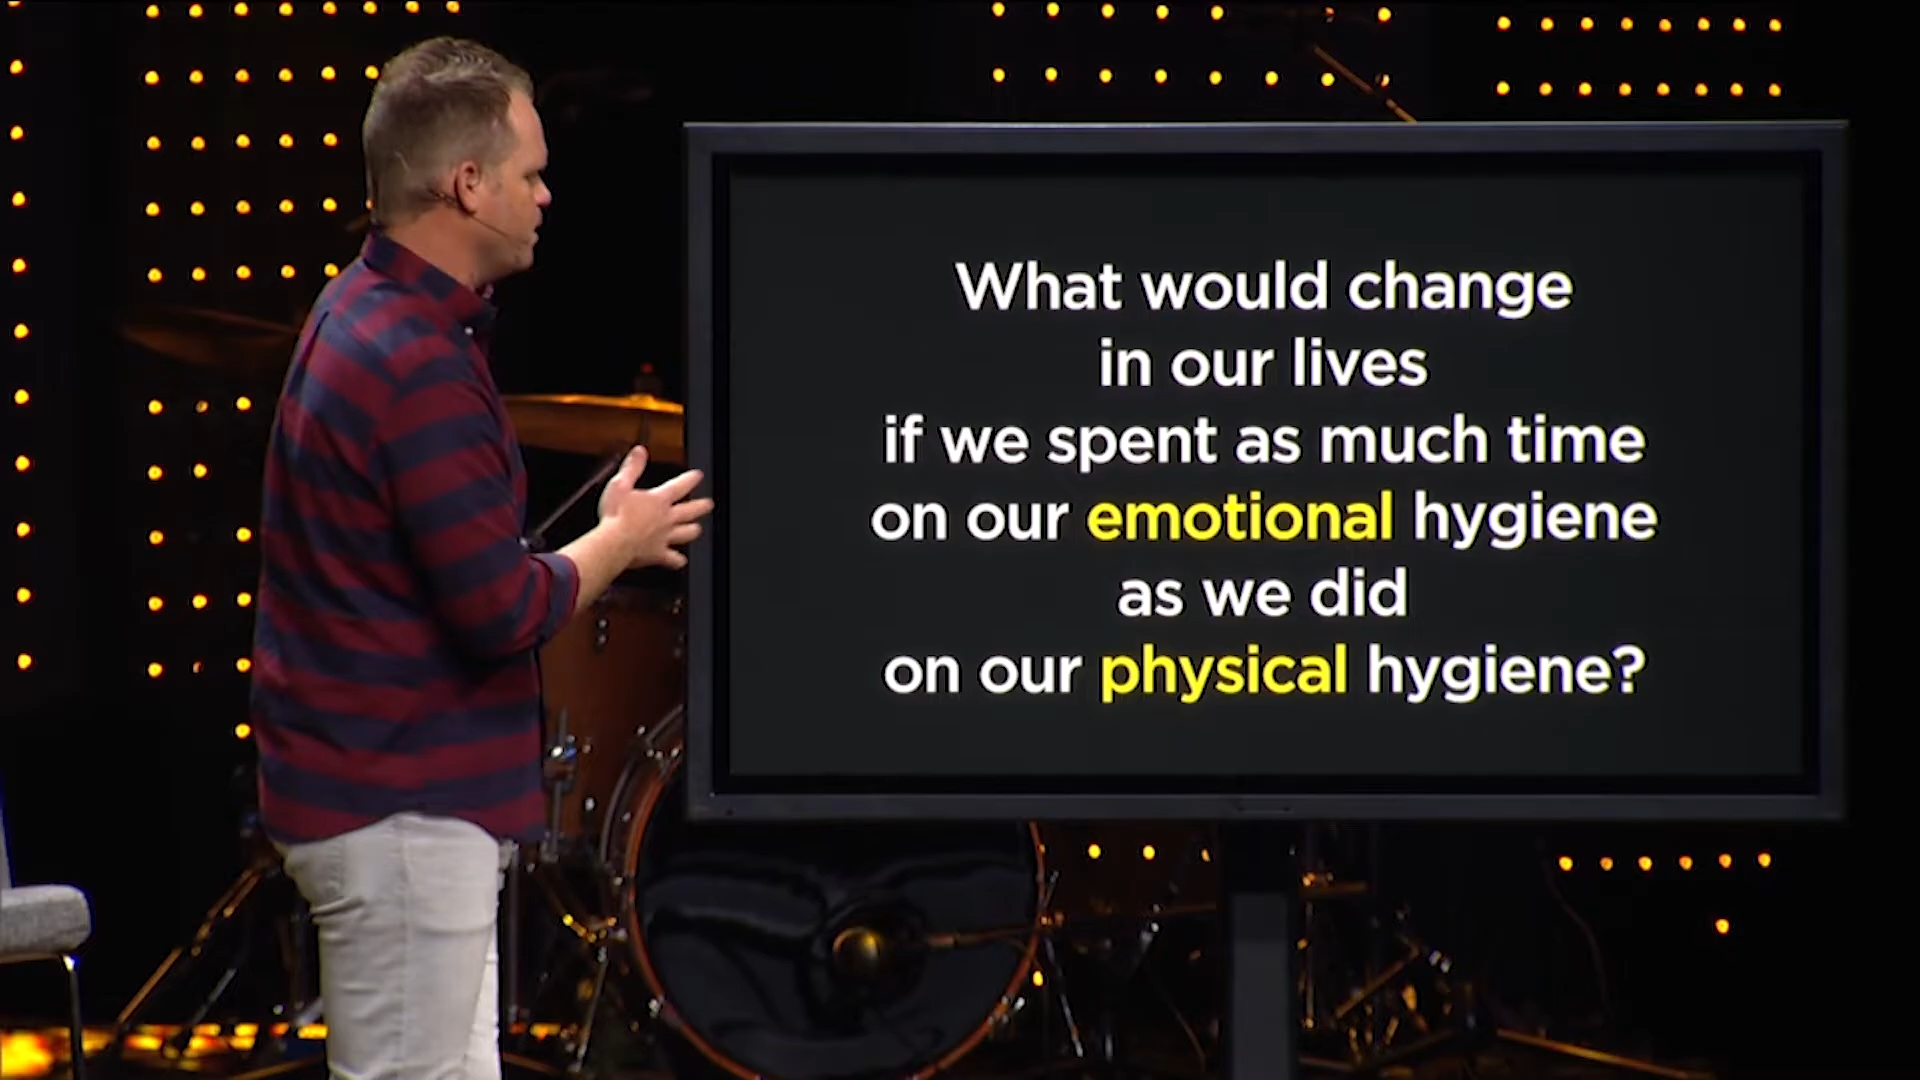 What would change
in our lives
if we spent as much time
on our emotional hygiene
as we did
on our physical hygiene?